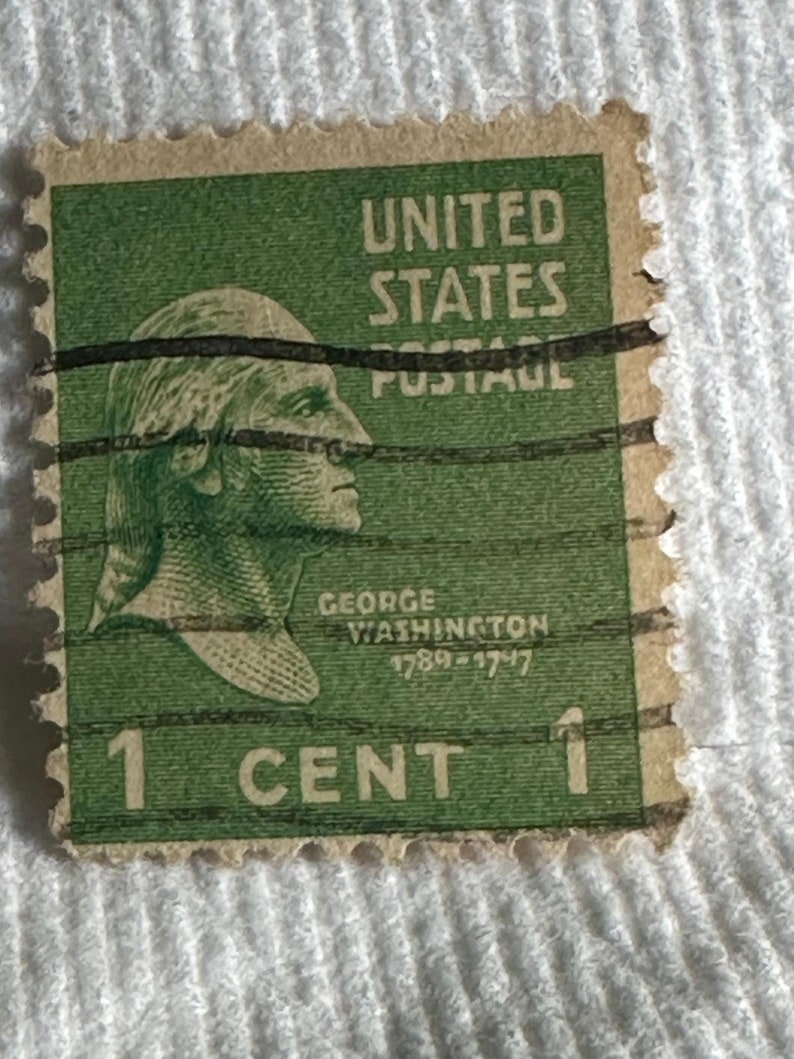 UNITED
STATES
POSTAGE
GEORGE
WASHINGTON
1789-1797
1 CENT 1